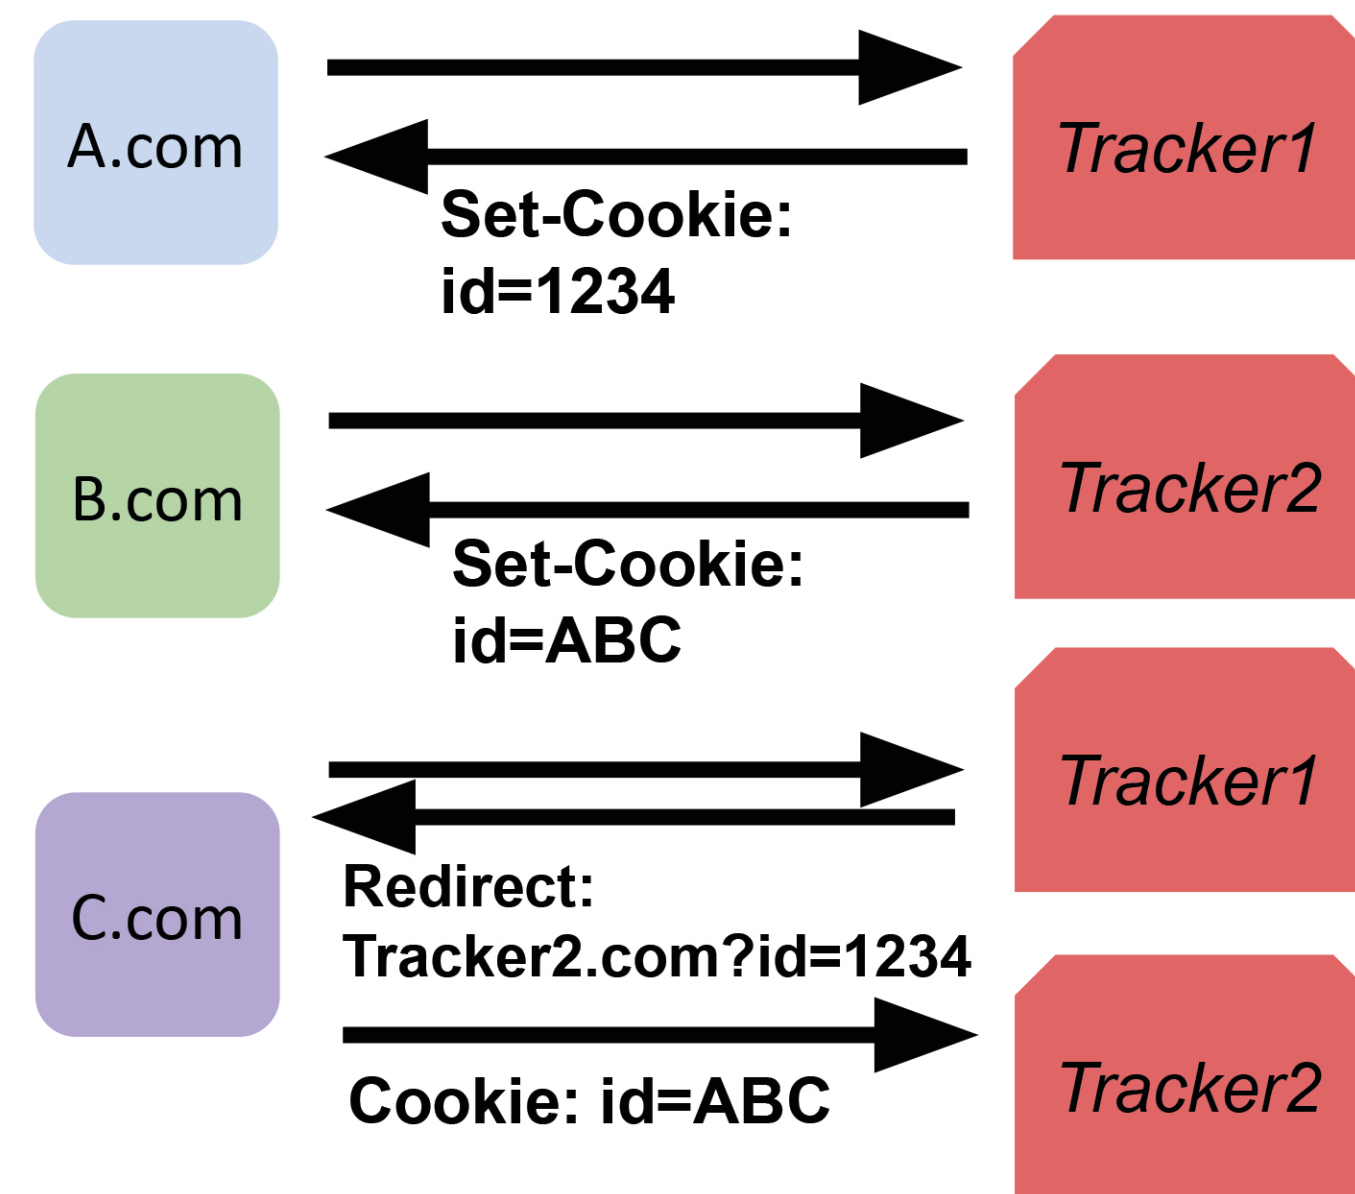 A.com
Tracker1
Set-Cookie:
id=1234
B.com
Tracker2
Set-Cookie:
id=ABC
Tracker1
C.com
Redirect:
Tracker2.com?id=1234
Tracker2
Cookie: id=ABC